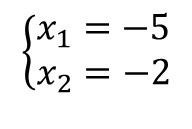 x₁ = −5
x₂ = −2